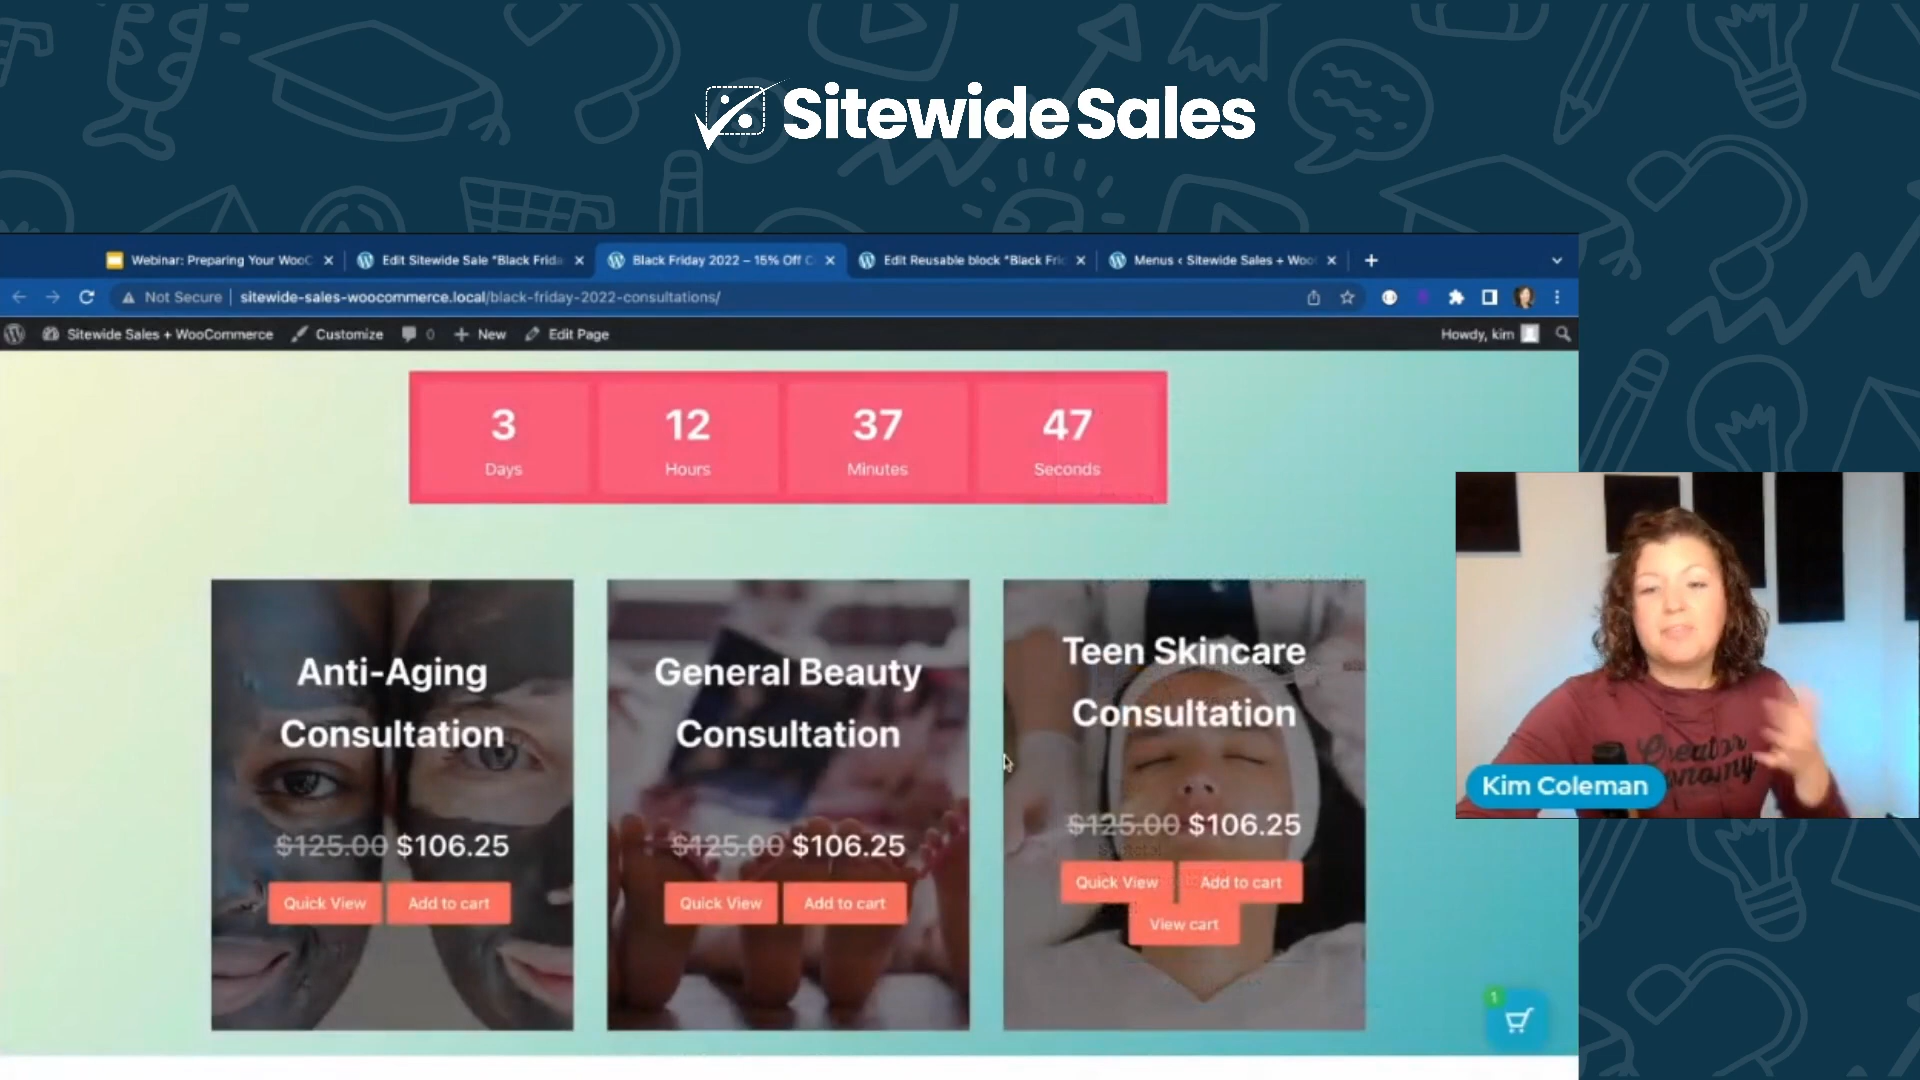 Sitewide Sales
Webinar: Preparing Your WooC
Edit Sitewide Sale "Black Frida
Black Friday 2022 – 15% Off C
Edit Reusable block "Black Fri
Menus ‹ Sitewide Sales + Woo
Not Secure
sitewide-sales-woocommerce.local/black-friday-2022-consultations/
Sitewide Sales + WooCommerce
Customize
0
New
Edit Page
Howdy, kim
3
12
37
47
Days
Hours
Minutes
Seconds
Anti-Aging
Consultation
$125.00 $106.25
Quick View
Add to cart
General Beauty
Consultation
$125.00 $106.25
Quick View
Add to cart
Teen Skincare
Consultation
$125.00 $106.25
Quick View
Add to cart
View cart
1
Creator
Kim Coleman